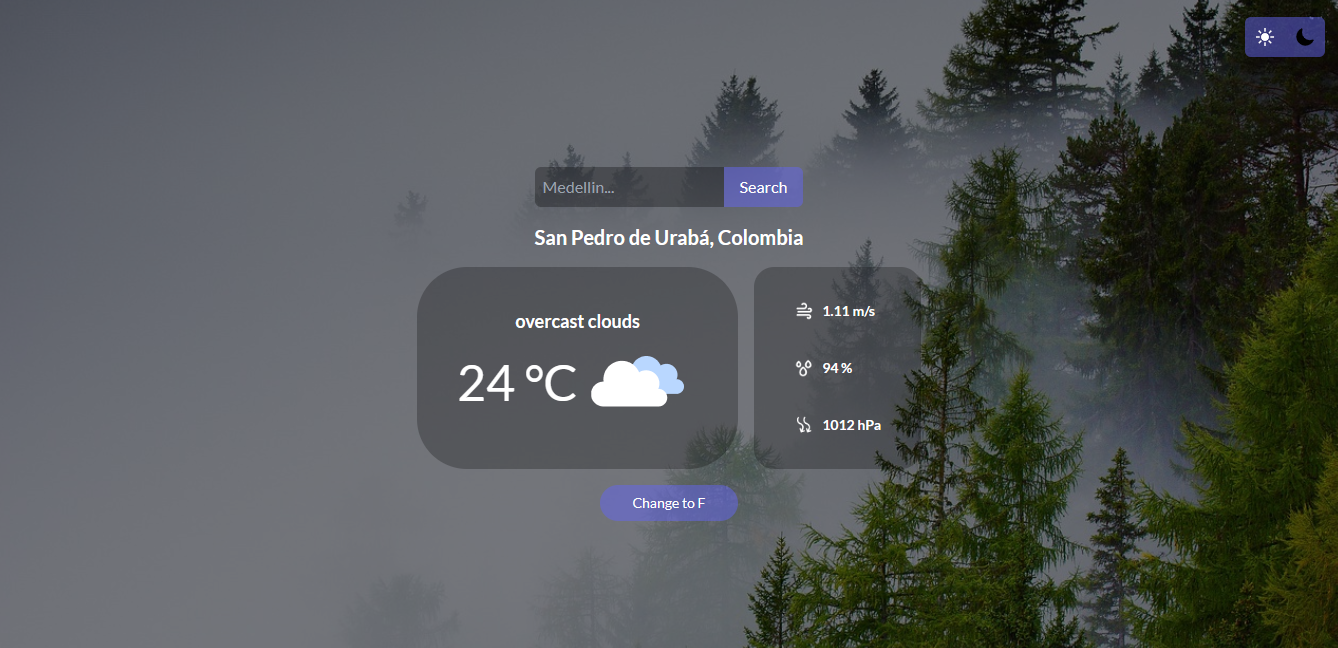 Medellin...
Search
San Pedro de Urabá, Colombia
overcast clouds
24 °C
1.11 m/s
94 %
1012 hPa
Change to F